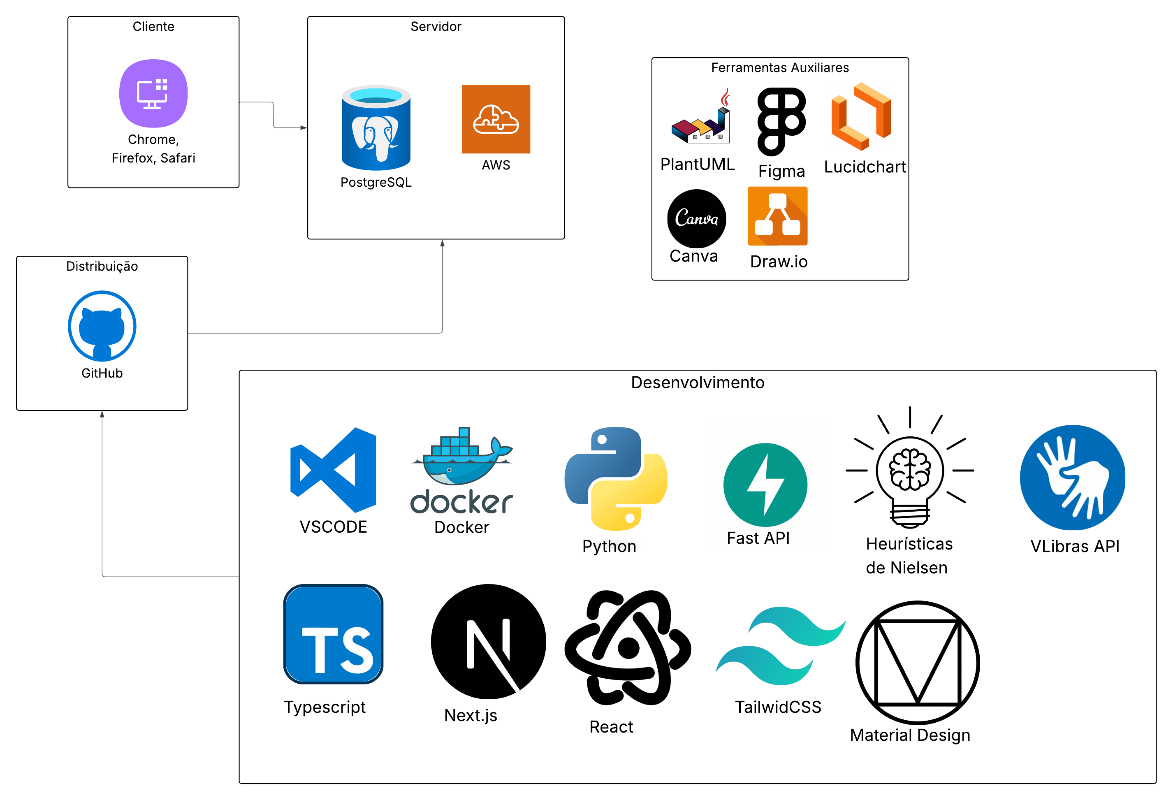 Cliente
Chrome,
Firefox, Safari
Servidor
PostgreSQL
AWS
Ferramentas Auxiliares
PlantUML
Figma
Lucidchart
Canva
Canva
Draw.io
Distribuição
GitHub
Desenvolvimento
VSCODE
docker
Docker
Python
Fast API
Heurísticas
de Nielsen
VLibras API
TS
Typescript
N
Next.js
React
TailwidCSS
Material Design